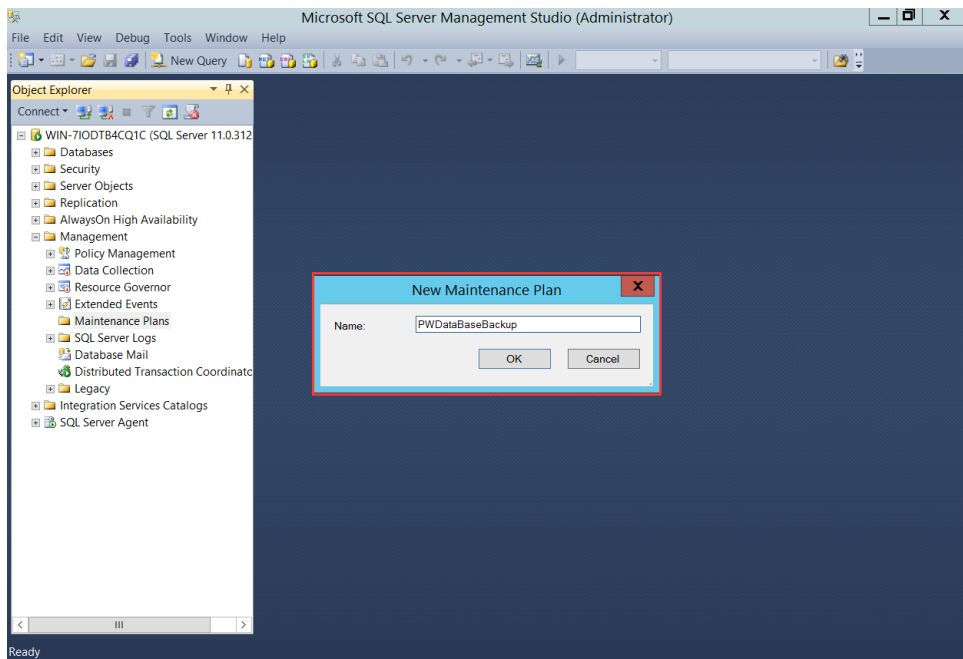 Microsoft SQL Server Management Studio (Administrator)
File Edit View Debug Tools Window Help
New Query
Object Explorer
Connect
WIN-7IODTB4CQ1C (SQL Server 11.0.312
Databases
Security
Server Objects
Replication
AlwaysOn High Availability
Management
Policy Management
Data Collection
Resource Governor
Extended Events
Maintenance Plans
SQL Server Logs
Database Mail
Distributed Transaction Coordinatc
Legacy
Integration Services Catalogs
SQL Server Agent
New Maintenance Plan
Name: PWDataBaseBackup
OK Cancel
Ready